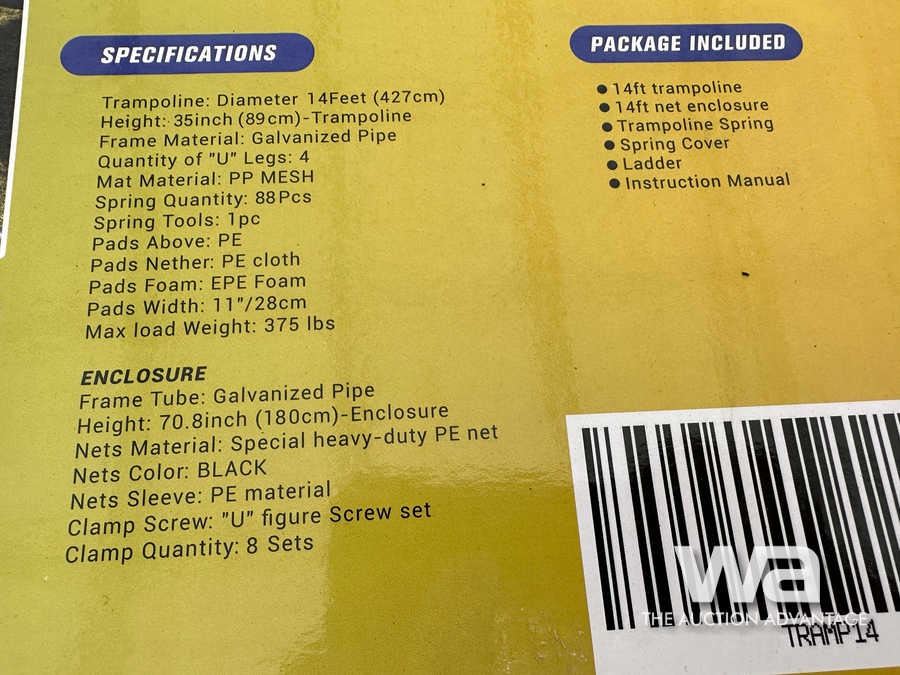 SPECIFICATIONS
Trampoline: Diameter 14Feet (427cm)
Height: 35inch (89cm)-Trampoline
Frame Material: Galvanized Pipe
Quantity of "U" Legs: 4
Mat Material: PP MESH
Spring Quantity: 88Pcs
Spring Tools: 1pc
Pads Above: PE
Pads Nether: PE cloth
Pads Foam: EPE Foam
Pads Width: 11"/28cm
Max load Weight: 375 lbs
ENCLOSURE
Frame Tube: Galvanized Pipe
Height: 70.8inch (180cm)-Enclosure
Nets Material: Special heavy-duty PE net
Nets Color: BLACK
Nets Sleeve: PE material
Clamp Screw: "U" figure Screw set
Clamp Quantity: 8 Sets
PACKAGE INCLUDED
● 14ft trampoline
● 14ft net enclosure
● Trampoline Spring
● Spring Cover
● Ladder
● Instruction Manual
wa
THE AUCTION ADVANTAGE
TRAMP14